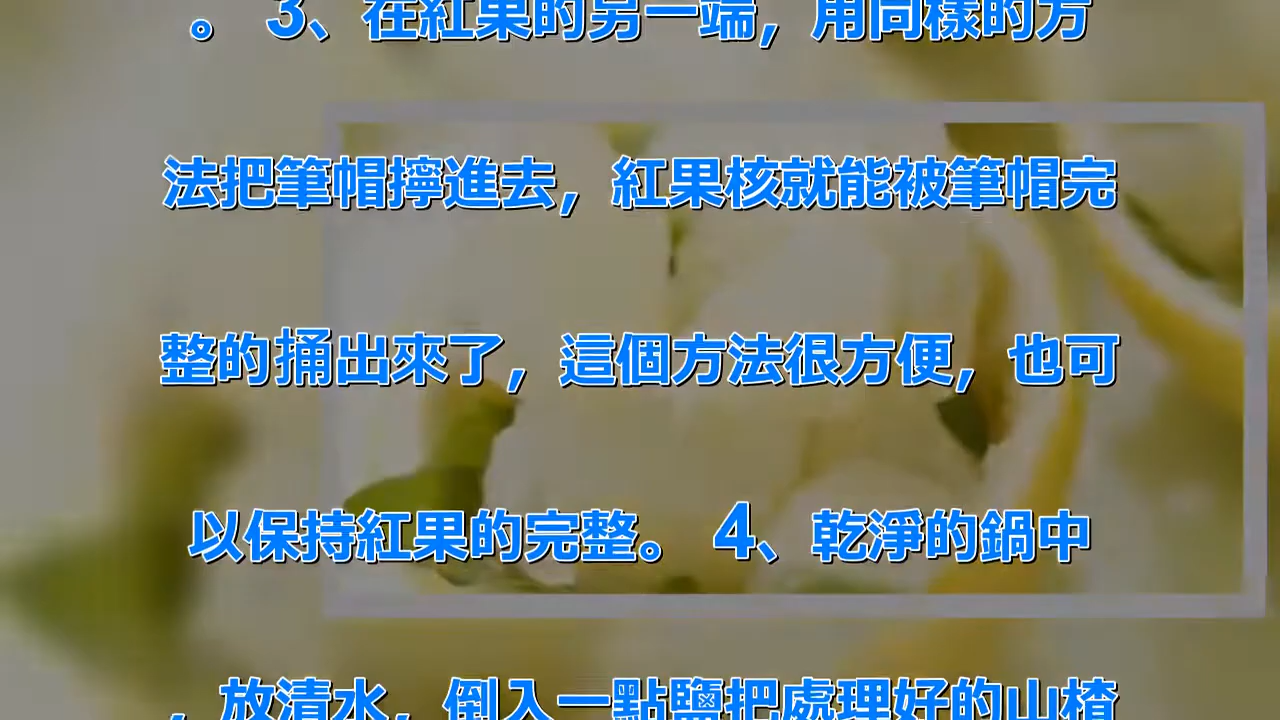 。 3、在紅果的另一端，用同樣的方
法把筆帽擰進去，紅果核就能被筆帽完
整的捅出來了，這個方法很方便，也可
以保持紅果的完整。 4、乾淨的鍋中
，放清水，倒入一點鹽把處理好的山楂